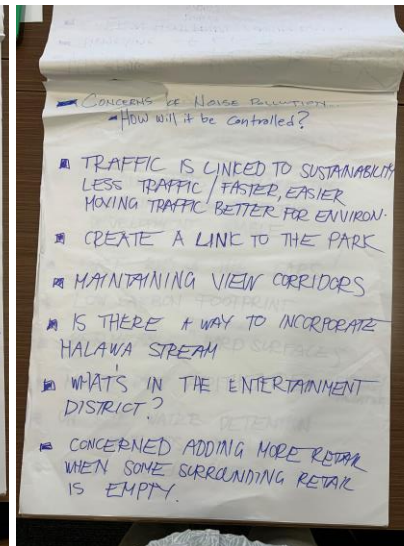 - CONCERNS OF NOISE POLLUTION...
- How will it be controlled?
▪ TRAFFIC IS LINKED TO SUSTAINABILITY
LESS TRAFFIC / FASTER, EASIER
MOVING TRAFFIC BETTER FOR ENVIRON.
▪ CREATE A LINK TO THE PARK
▪ MAINTAINING VIEW CORRIDORS
▪ IS THERE A WAY TO INCORPORATE
HALAWA STREAM
▪ WHAT'S IN THE ENTERTAINMENT
DISTRICT?
▪ CONCERNED ADDING MORE RETAIL
WHEN SOME SURROUNDING RETAIL
IS EMPTY.